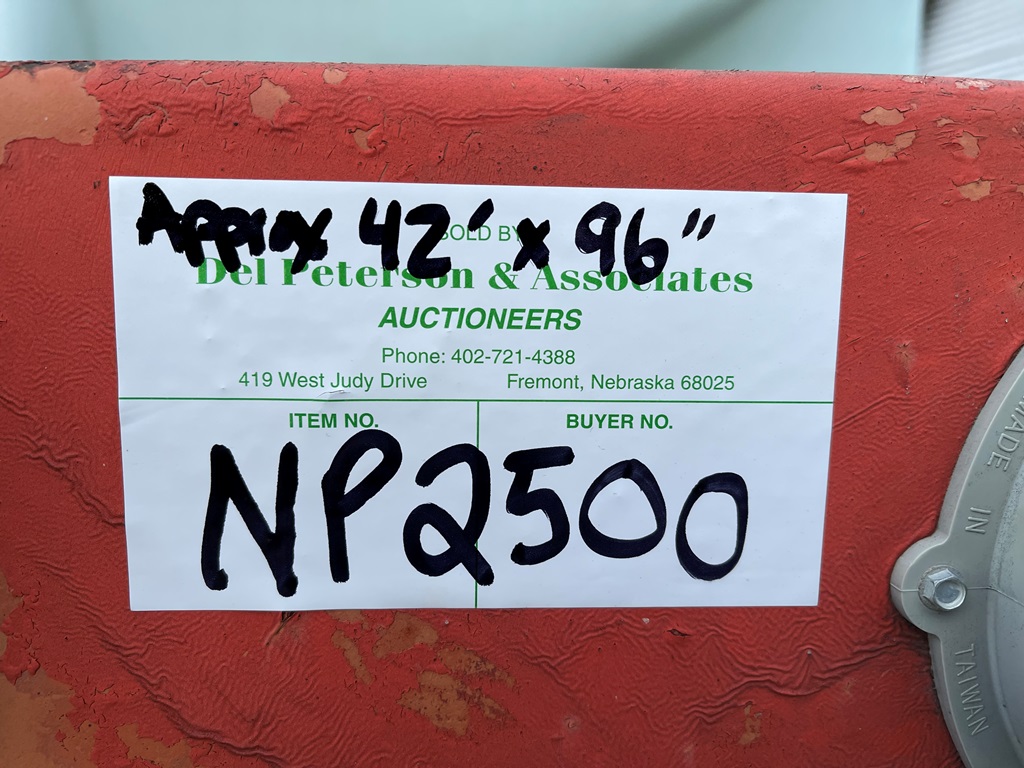 Approx 42' x 96"
SOLD BY
Del Peterson & Associates
AUCTIONEERS
Phone: 402-721-4388
419 West Judy Drive Fremont, Nebraska 68025
ITEM NO. BUYER NO.
NP2500
MADE IN TAIWAN